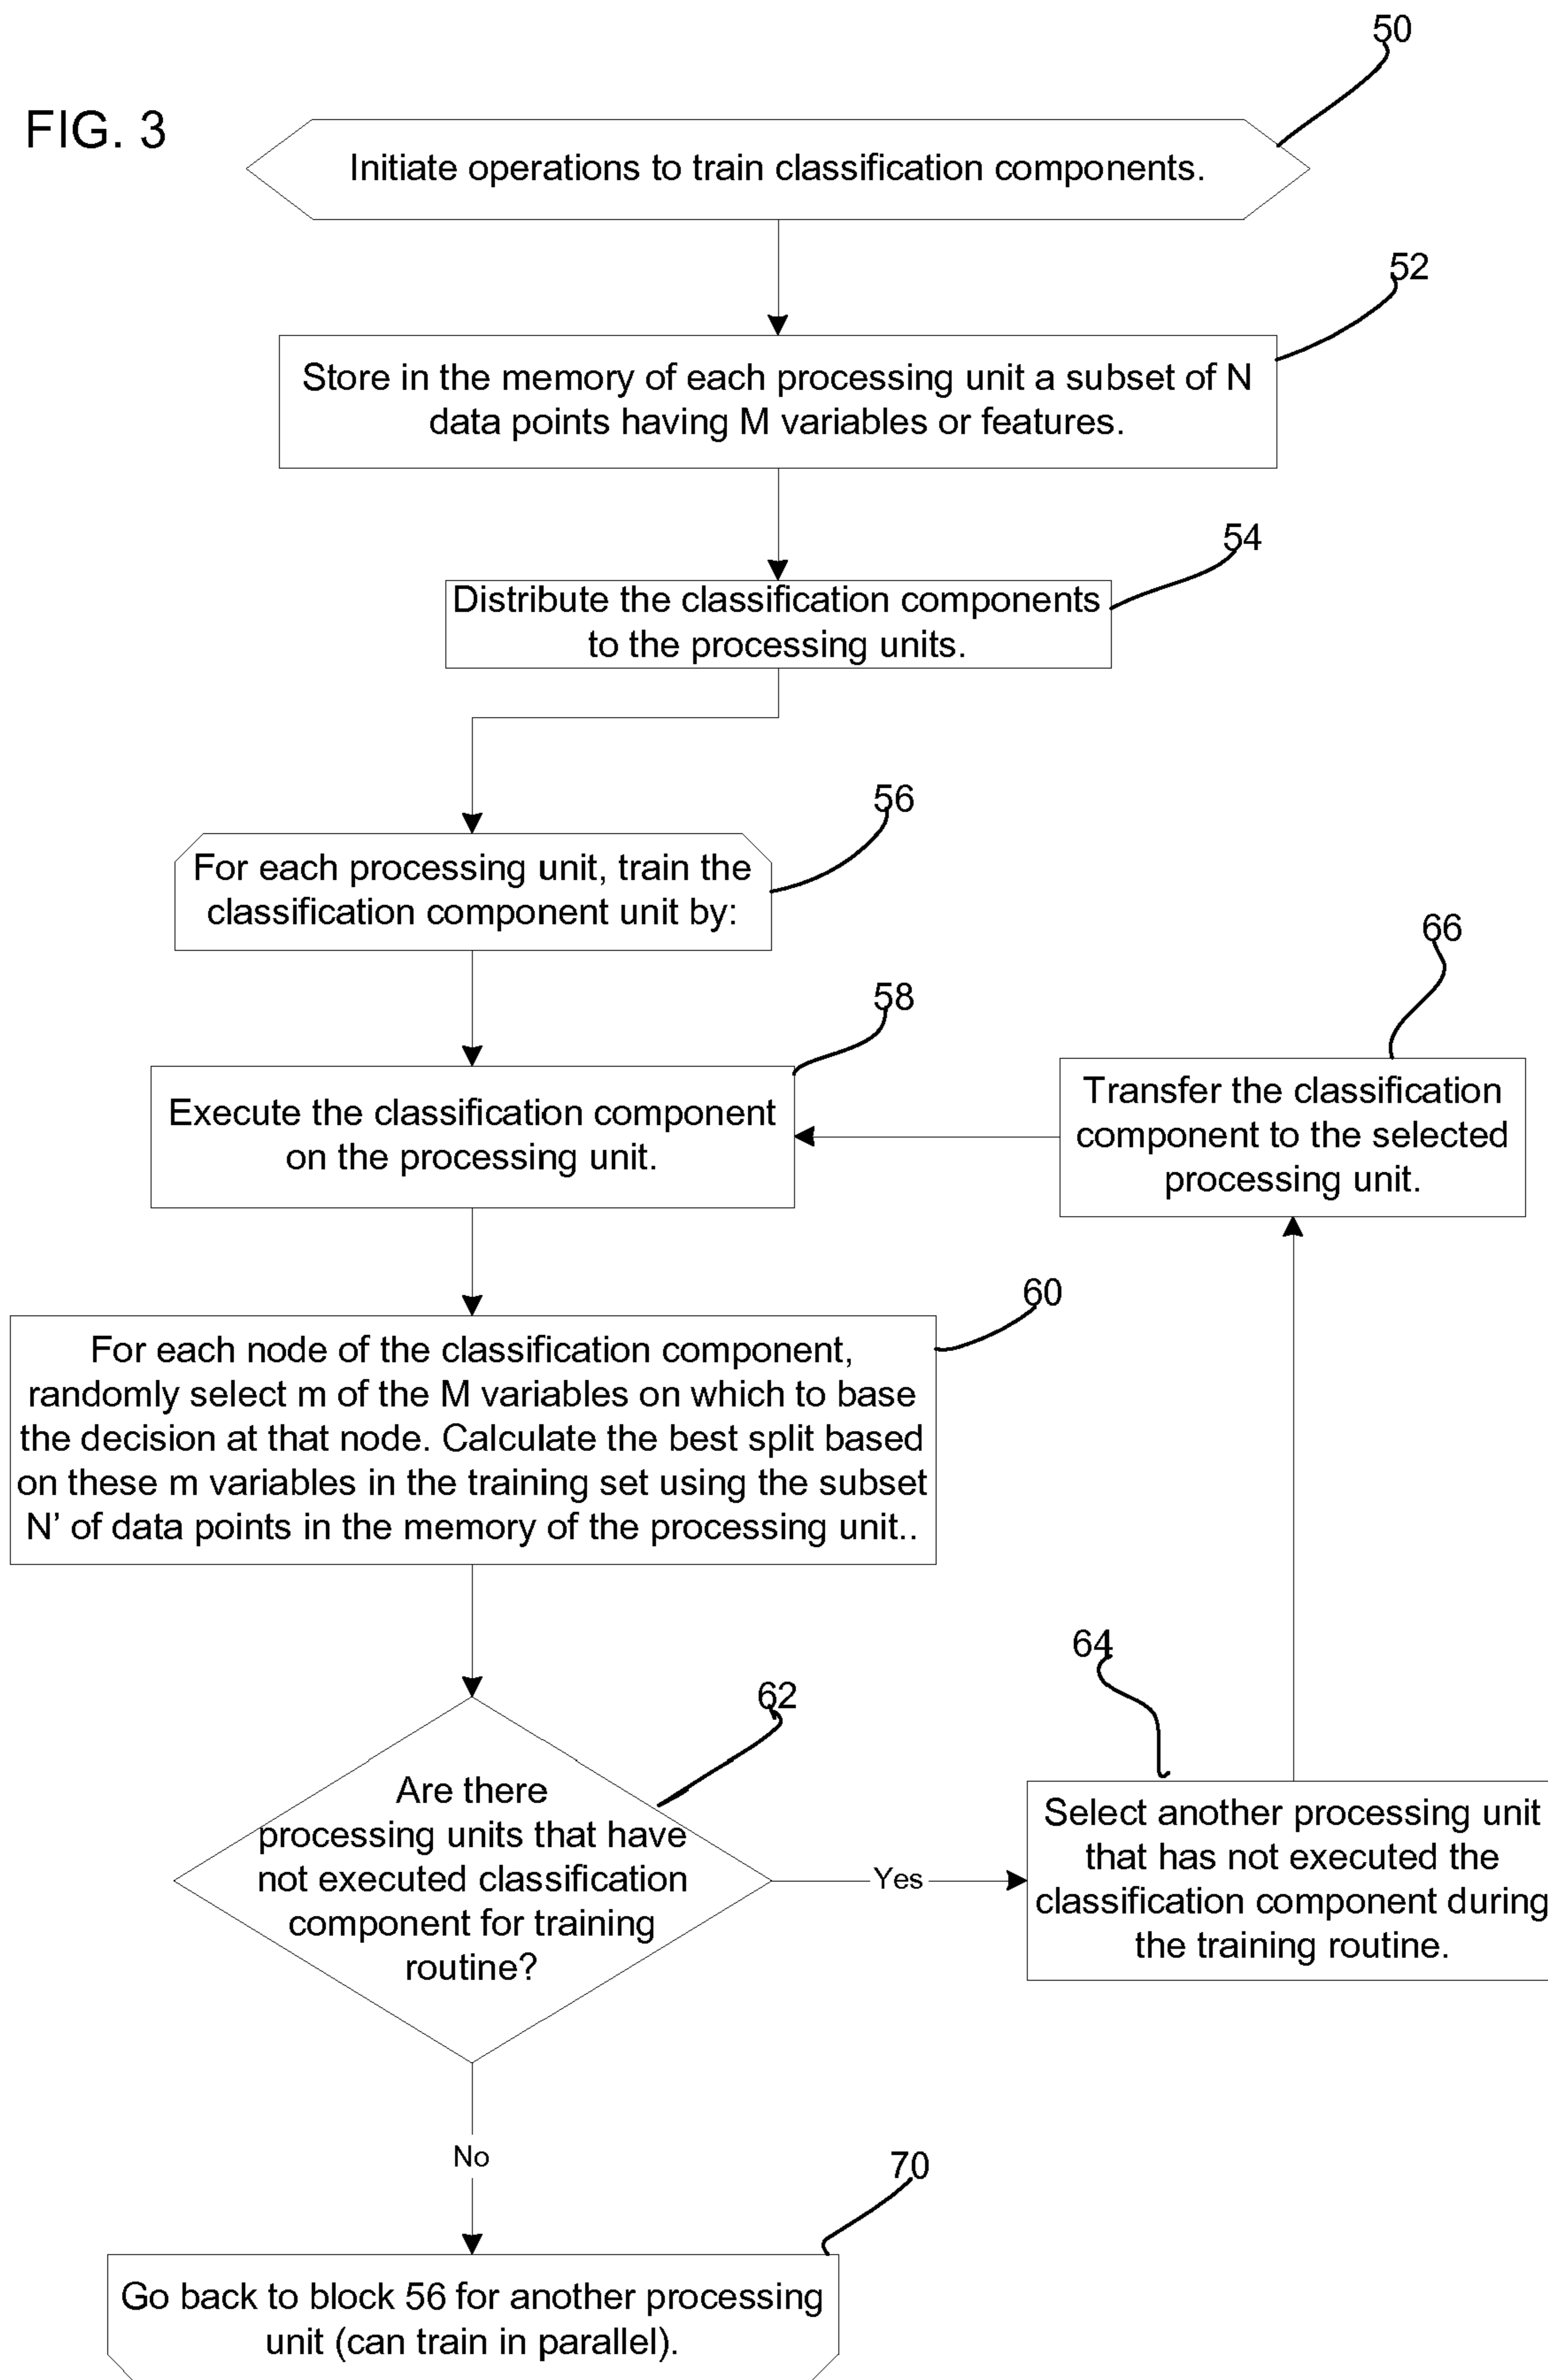 50
FIG. 3
Initiate operations to train classification components.
52
Store in the memory of each processing unit a subset of N
data points having M variables or features.
54
Distribute the classification components
to the processing units.
56
For each processing unit, train the
classification component unit by:
58
Execute the classification component
on the processing unit.
66
Transfer the classification
component to the selected
processing unit.
60
For each node of the classification component,
randomly select m of the M variables on which to base
the decision at that node. Calculate the best split based
on these m variables in the training set using the subset
N’ of data points in the memory of the processing unit..
62
Are there
processing units that have
not executed classification
component for training
routine?
Yes
64
Select another processing unit
that has not executed the
classification component during
the training routine.
No
70
Go back to block 56 for another processing
unit (can train in parallel).